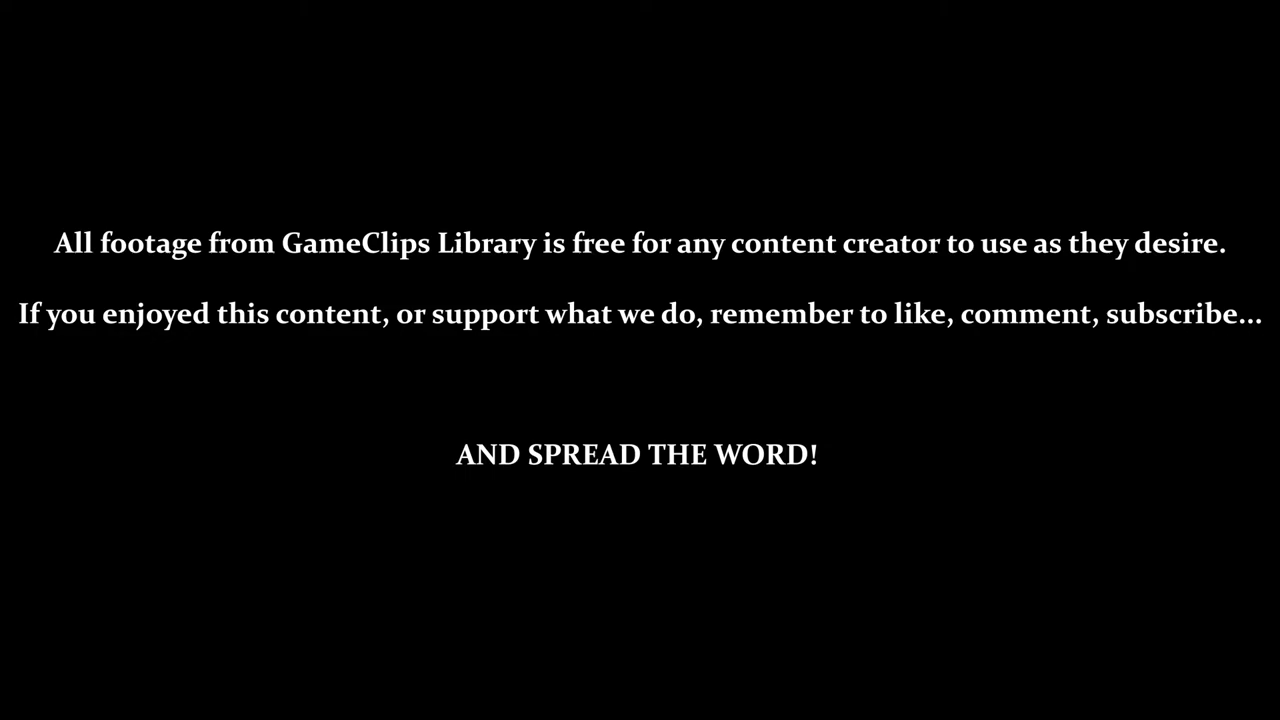 All footage from GameClips Library is free for any content creator to use as they desire.
If you enjoyed this content, or support what we do, remember to like, comment, subscribe...
AND SPREAD THE WORD!